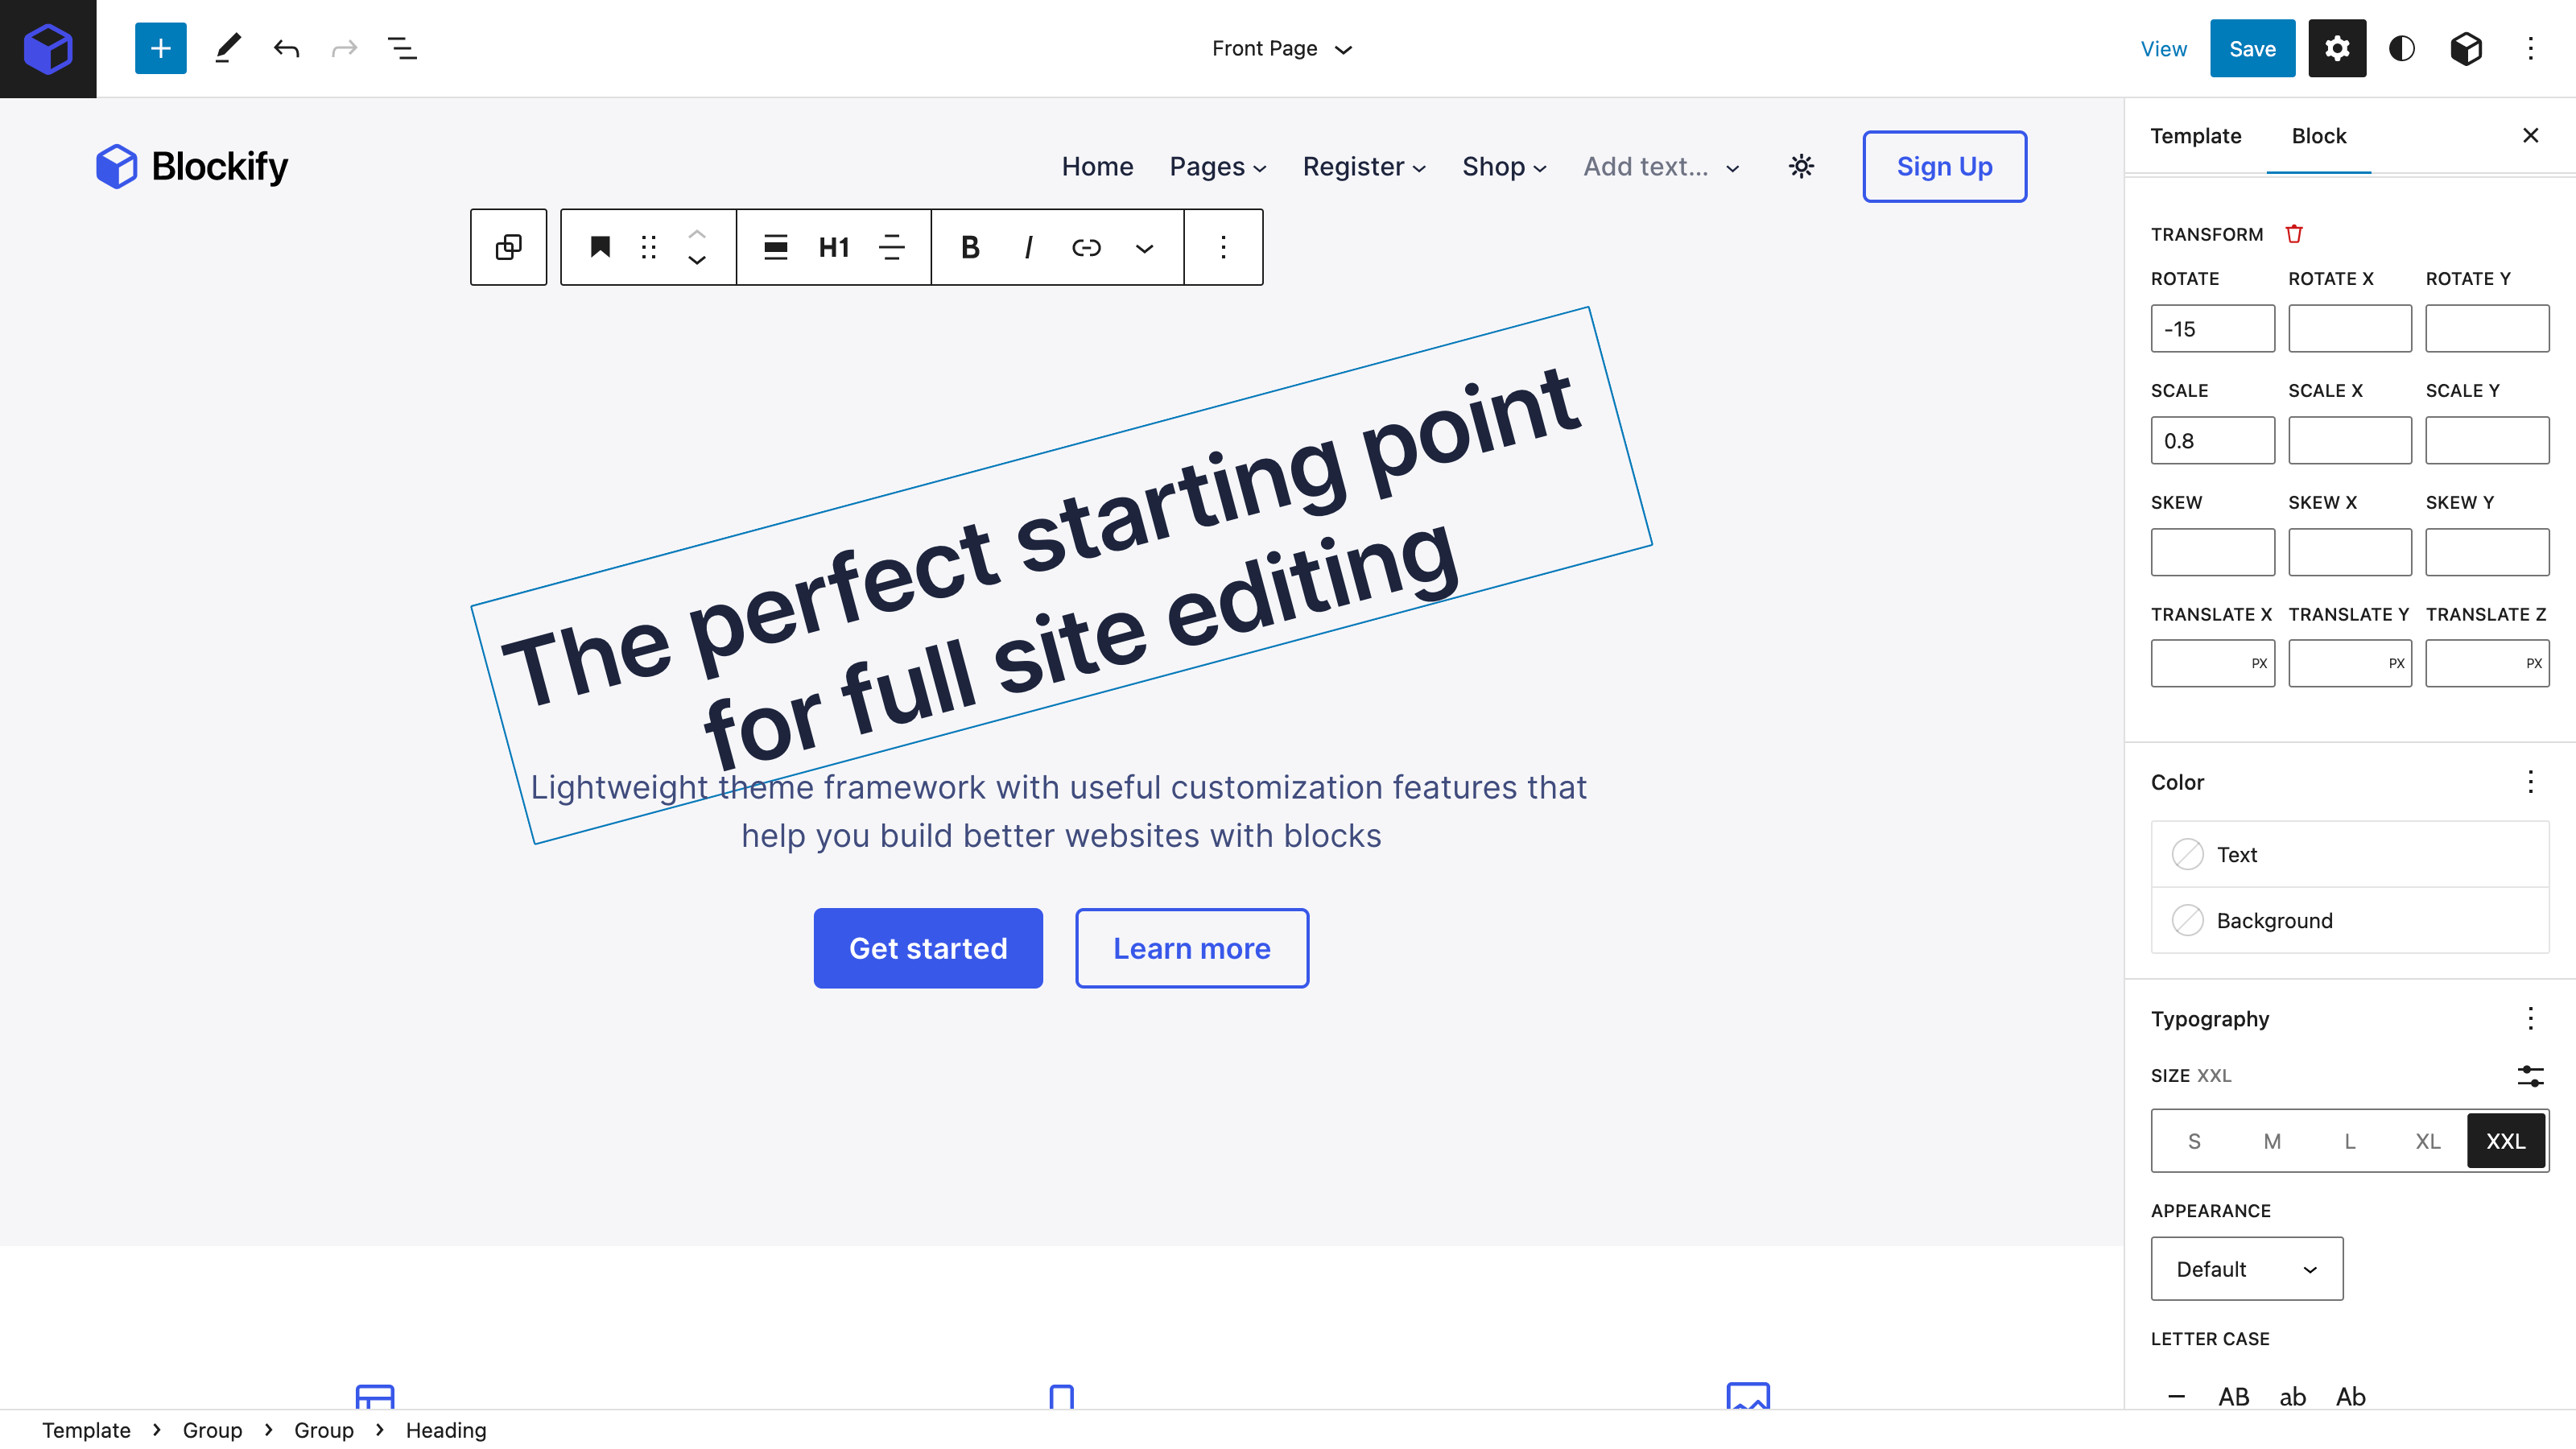 Front Page
View
Save
Blockify
Home Pages Register Shop Add text... Sign Up
H1 B I
The perfect starting point
for full site editing
Lightweight theme framework with useful customization features that
help you build better websites with blocks
Get started
Learn more
Template Block
TRANSFORM
ROTATE ROTATE X ROTATE Y
-15
SCALE SCALE X SCALE Y
0.8
SKEW SKEW X SKEW Y
TRANSLATE X TRANSLATE Y TRANSLATE Z
PX PX PX
Color
Text
Background
Typography
SIZE XXL
S M L XL XXL
APPEARANCE
Default
LETTER CASE
AB ab Ab
Template Group Group Heading